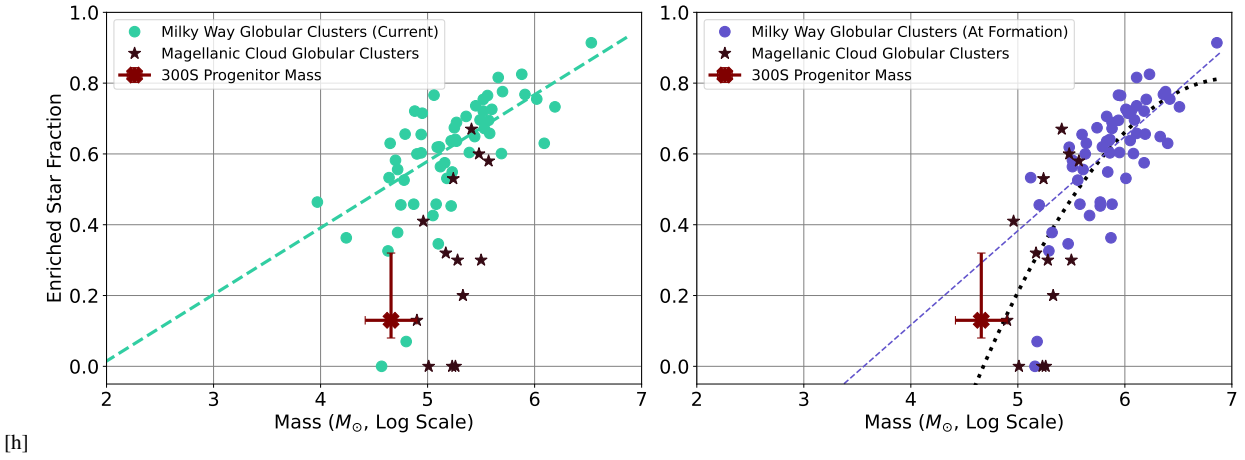 1.0
0.8
0.6
0.4
0.2
0.0
Enriched Star Fraction
Milky Way Globular Clusters (Current)
Magellanic Cloud Globular Clusters
300S Progenitor Mass
2 3 4 5 6 7
Mass (M⊙, Log Scale)
1.0
0.8
0.6
0.4
0.2
0.0
Milky Way Globular Clusters (At Formation)
Magellanic Cloud Globular Clusters
300S Progenitor Mass
2 3 4 5 6 7
Mass (M⊙, Log Scale)
[h]